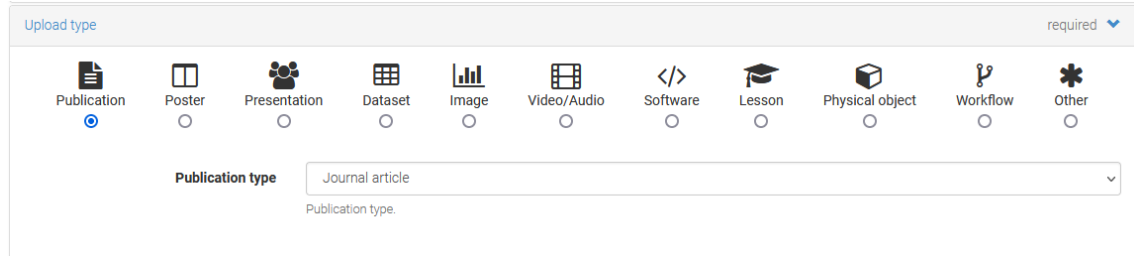 Upload type required
Publication Poster Presentation Dataset Image Video/Audio Software Lesson Physical object Workflow Other
Publication type Journal article
Publication type.